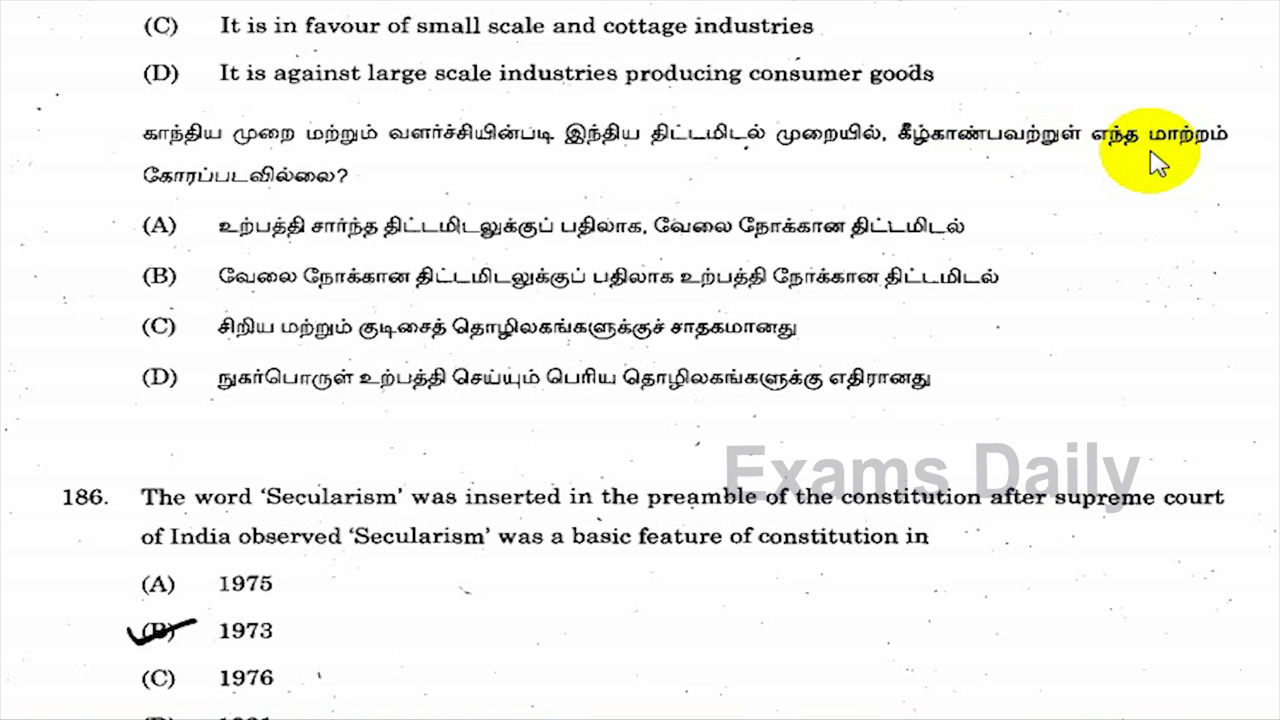 (C) It is in favour of small scale and cottage industries
(D) It is against large scale industries producing consumer goods
காந்திய முறை மற்றும் வளர்ச்சியின்படி இந்திய திட்டமிடல் முறையில், கீழ்காண்பவற்றுள் எந்த மாற்றம்
கோரப்படவில்லை?
(A) உற்பத்தி சார்ந்த திட்டமிடலுக்குப் பதிலாக, வேலை நோக்கான திட்டமிடல்
(B) வேலை நோக்கான திட்டமிடலுக்குப் பதிலாக உற்பத்தி நோக்கான திட்டமிடல்
(C) சிறிய மற்றும் குடிசைத் தொழிலகங்களுக்குச் சாதகமானது
(D) நுகர்பொருள் உற்பத்தி செய்யும் பெரிய தொழிலகங்களுக்கு எதிரானது
Exams Daily
186. The word ‘Secularism’ was inserted in the preamble of the constitution after supreme court
of India observed ‘Secularism’ was a basic feature of constitution in
(A) 1975
(B) 1973
(C) 1976